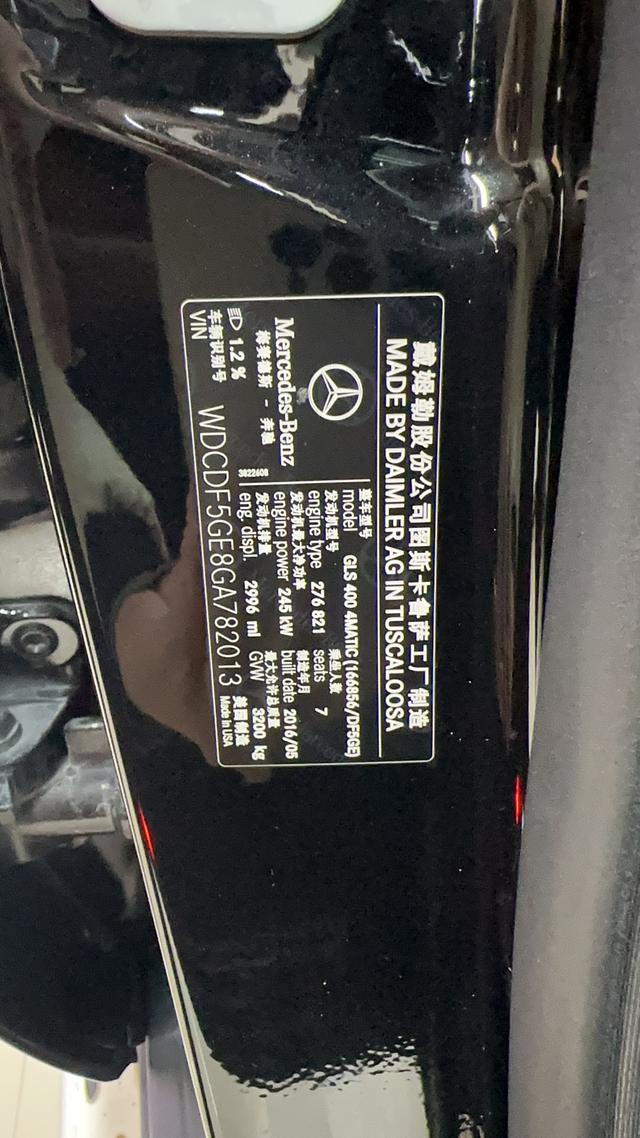 戴姆勒股份公司图斯卡鲁萨工厂制造
MADE BY DAIMLER AG IN TUSCALOOSA
Mercedes-Benz
梅赛德斯 - 奔驰
1.2 %
3822608
整车型号
model GLS 400 4MATIC (166856/DF5GE)
发动机型号 乘坐人数
engine type 276 821 seats 7
发动机最大净功率 制造年月
engine power 245 kW built date 2016/05
发动机排量 最大允许总质量
eng. displ. 2996 ml GVW 3200 kg
车辆识别号 美国制造
VIN WDCDF5GE8GA782013 Made in USA